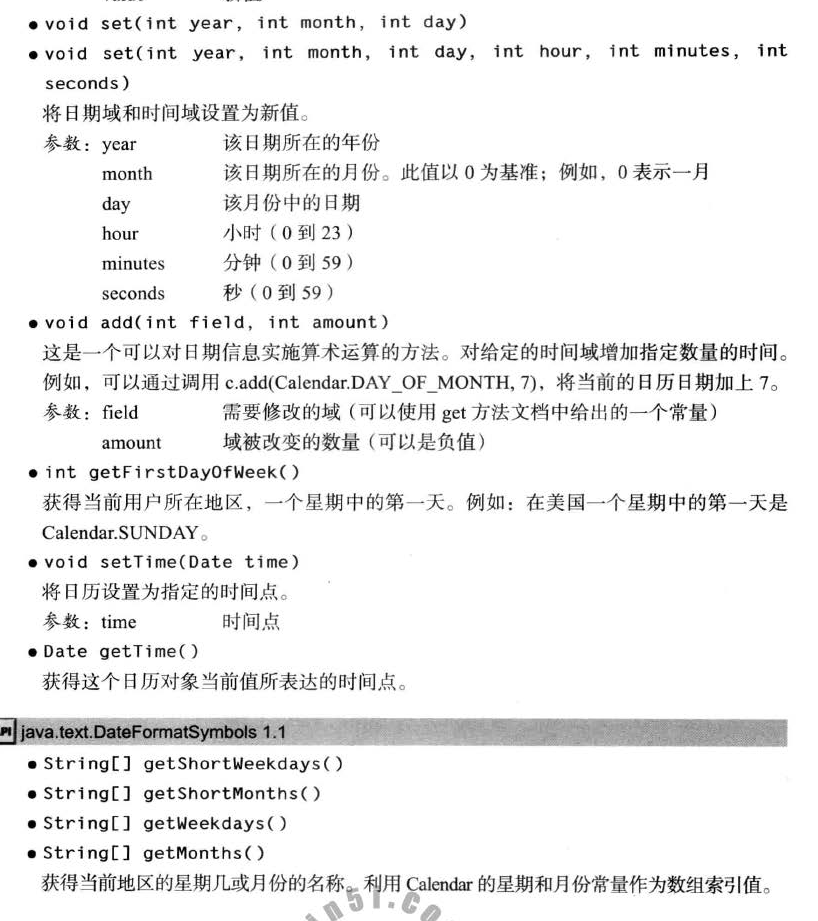 ● void set(int year, int month, int day)
● void set(int year, int month, int day, int hour, int minutes, int
seconds)
将日期域和时间域设置为新值。
参数：year 该日期所在的年份
month 该日期所在的月份。此值以 0 为基准；例如，0 表示一月
day 该月份中的日期
hour 小时（0 到 23）
minutes 分钟（0 到 59）
seconds 秒（0 到 59）
● void add(int field, int amount)
这是一个可以对日期信息实施算术运算的方法。对给定的时间域增加指定数量的时间。
例如，可以通过调用 c.add(Calendar.DAY_OF_MONTH, 7)，将当前的日历日期加上 7。
参数：field 需要修改的域（可以使用 get 方法文档中给出的一个常量）
amount 域被改变的数量（可以是负值）
● int getFirstDayOfWeek()
获得当前用户所在地区，一个星期中的第一天。例如：在美国一个星期中的第一天是
Calendar.SUNDAY。
● void setTime(Date time)
将日历设置为指定的时间点。
参数：time 时间点
● Date getTime()
获得这个日历对象当前值所表达的时间点。
java.text.DateFormatSymbols 1.1
● String[] getShortWeekdays()
● String[] getShortMonths()
● String[] getWeekdays()
● String[] getMonths()
获得当前地区的星期几或月份的名称。利用 Calendar 的星期和月份常量作为数组索引值。